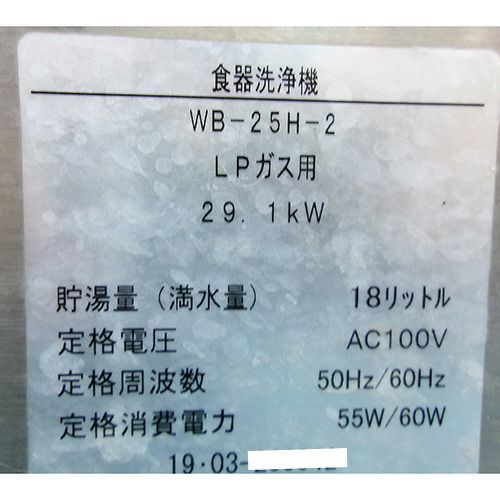 食器洗浄機
WB-25H-2
LPガス用
29.1kW
貯湯量(満水量) 18リットル
定格電圧 AC100V
定格周波数 50Hz/60Hz
定格消費電力 55W/60W
19・03-